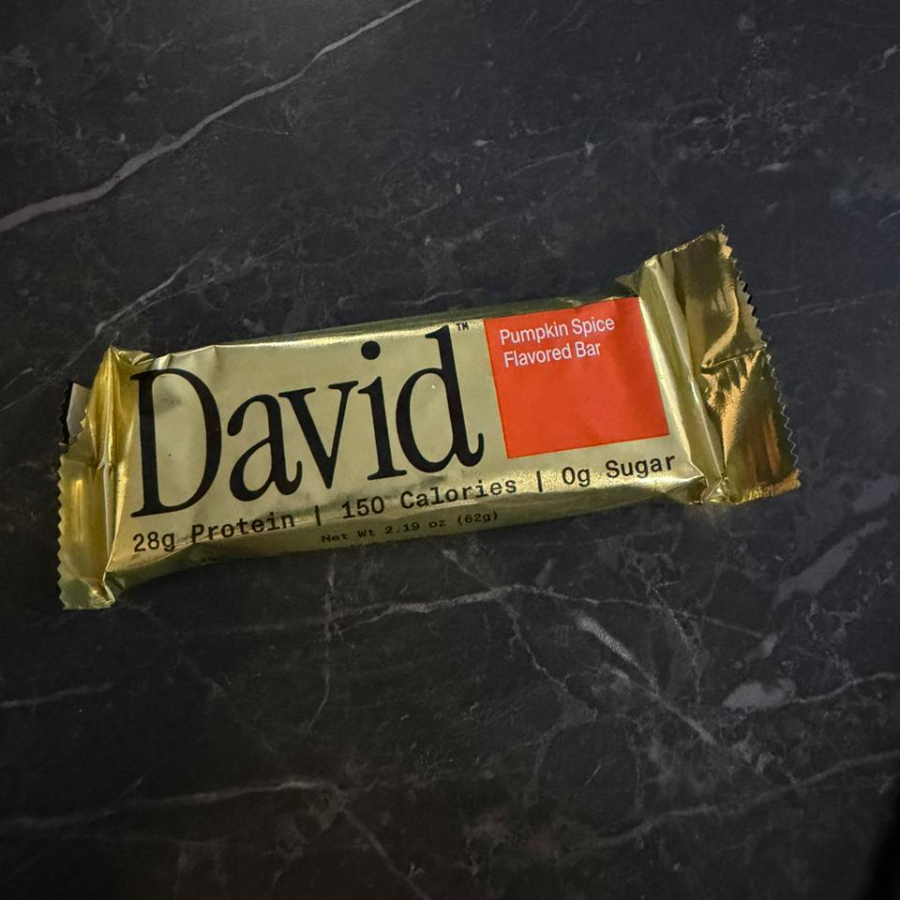 David™
Pumpkin Spice
Flavored Bar
28g Protein | 150 Calories | 0g Sugar
Net Wt 2.19 oz (62g)